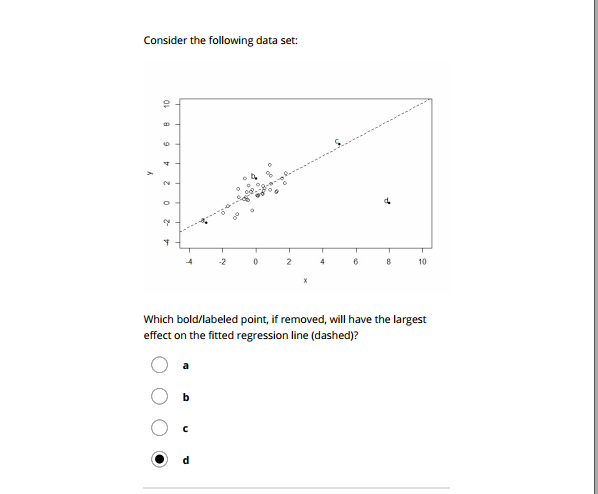 Consider the following data set:
10
8
6
4
2
0
-2
-4
y
a
b
c
d
-4 -2 0 2 4 6 8 10
x
Which bold/labeled point, if removed, will have the largest
effect on the fitted regression line (dashed)?
a
b
c
d